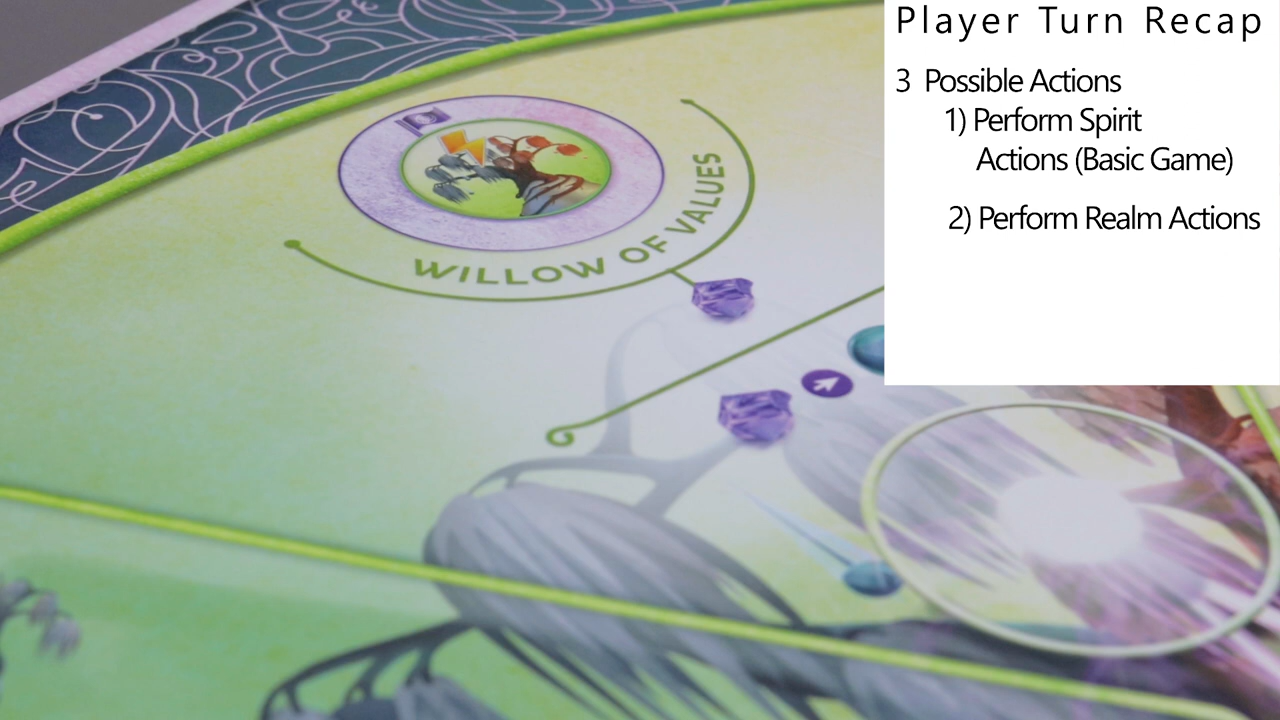 Player Turn Recap
3 Possible Actions
1) Perform Spirit
Actions (Basic Game)
2) Perform Realm Actions
WILLOW OF VALUES